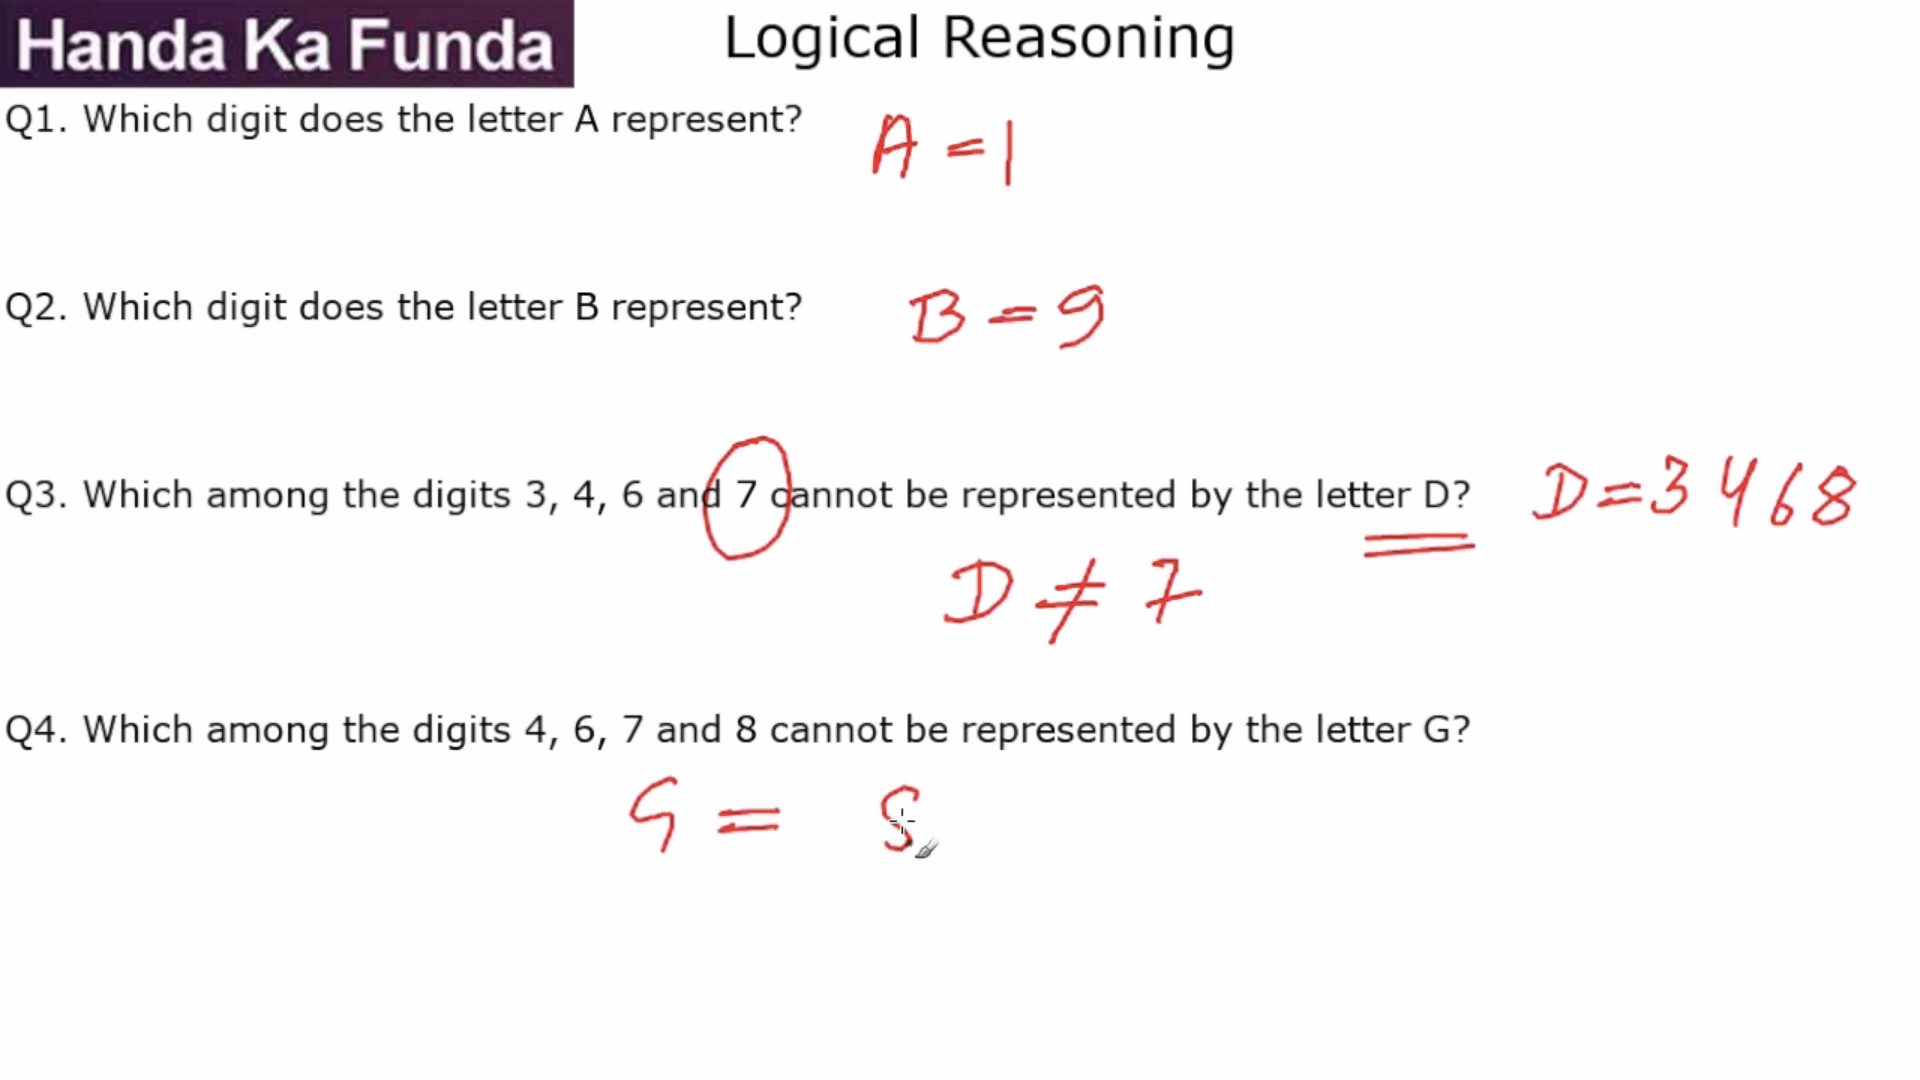 Handa Ka Funda
Logical Reasoning
Q1. Which digit does the letter A represent?
A = 1
Q2. Which digit does the letter B represent?
B = 9
Q3. Which among the digits 3, 4, 6 and 7 cannot be represented by the letter D?
D = 3 4 6 8
D ≠ 7
Q4. Which among the digits 4, 6, 7 and 8 cannot be represented by the letter G?
G =